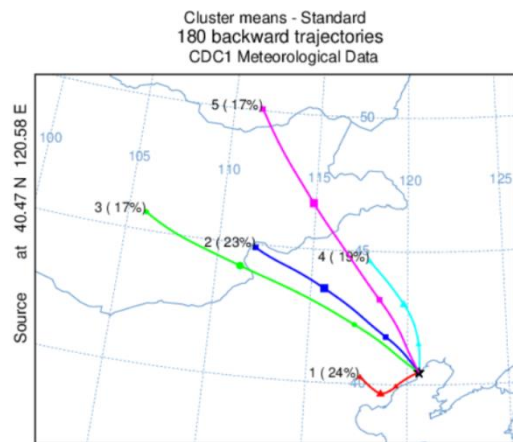 Cluster means - Standard
180 backward trajectories
CDC1 Meteorological Data
Source at 40.47 N 120.58 E
5 (17%)
50
100
105
110
115
120
125
3 ( 17%)
2 (23%)
4 (19%)
45
1 ( 24%)
40